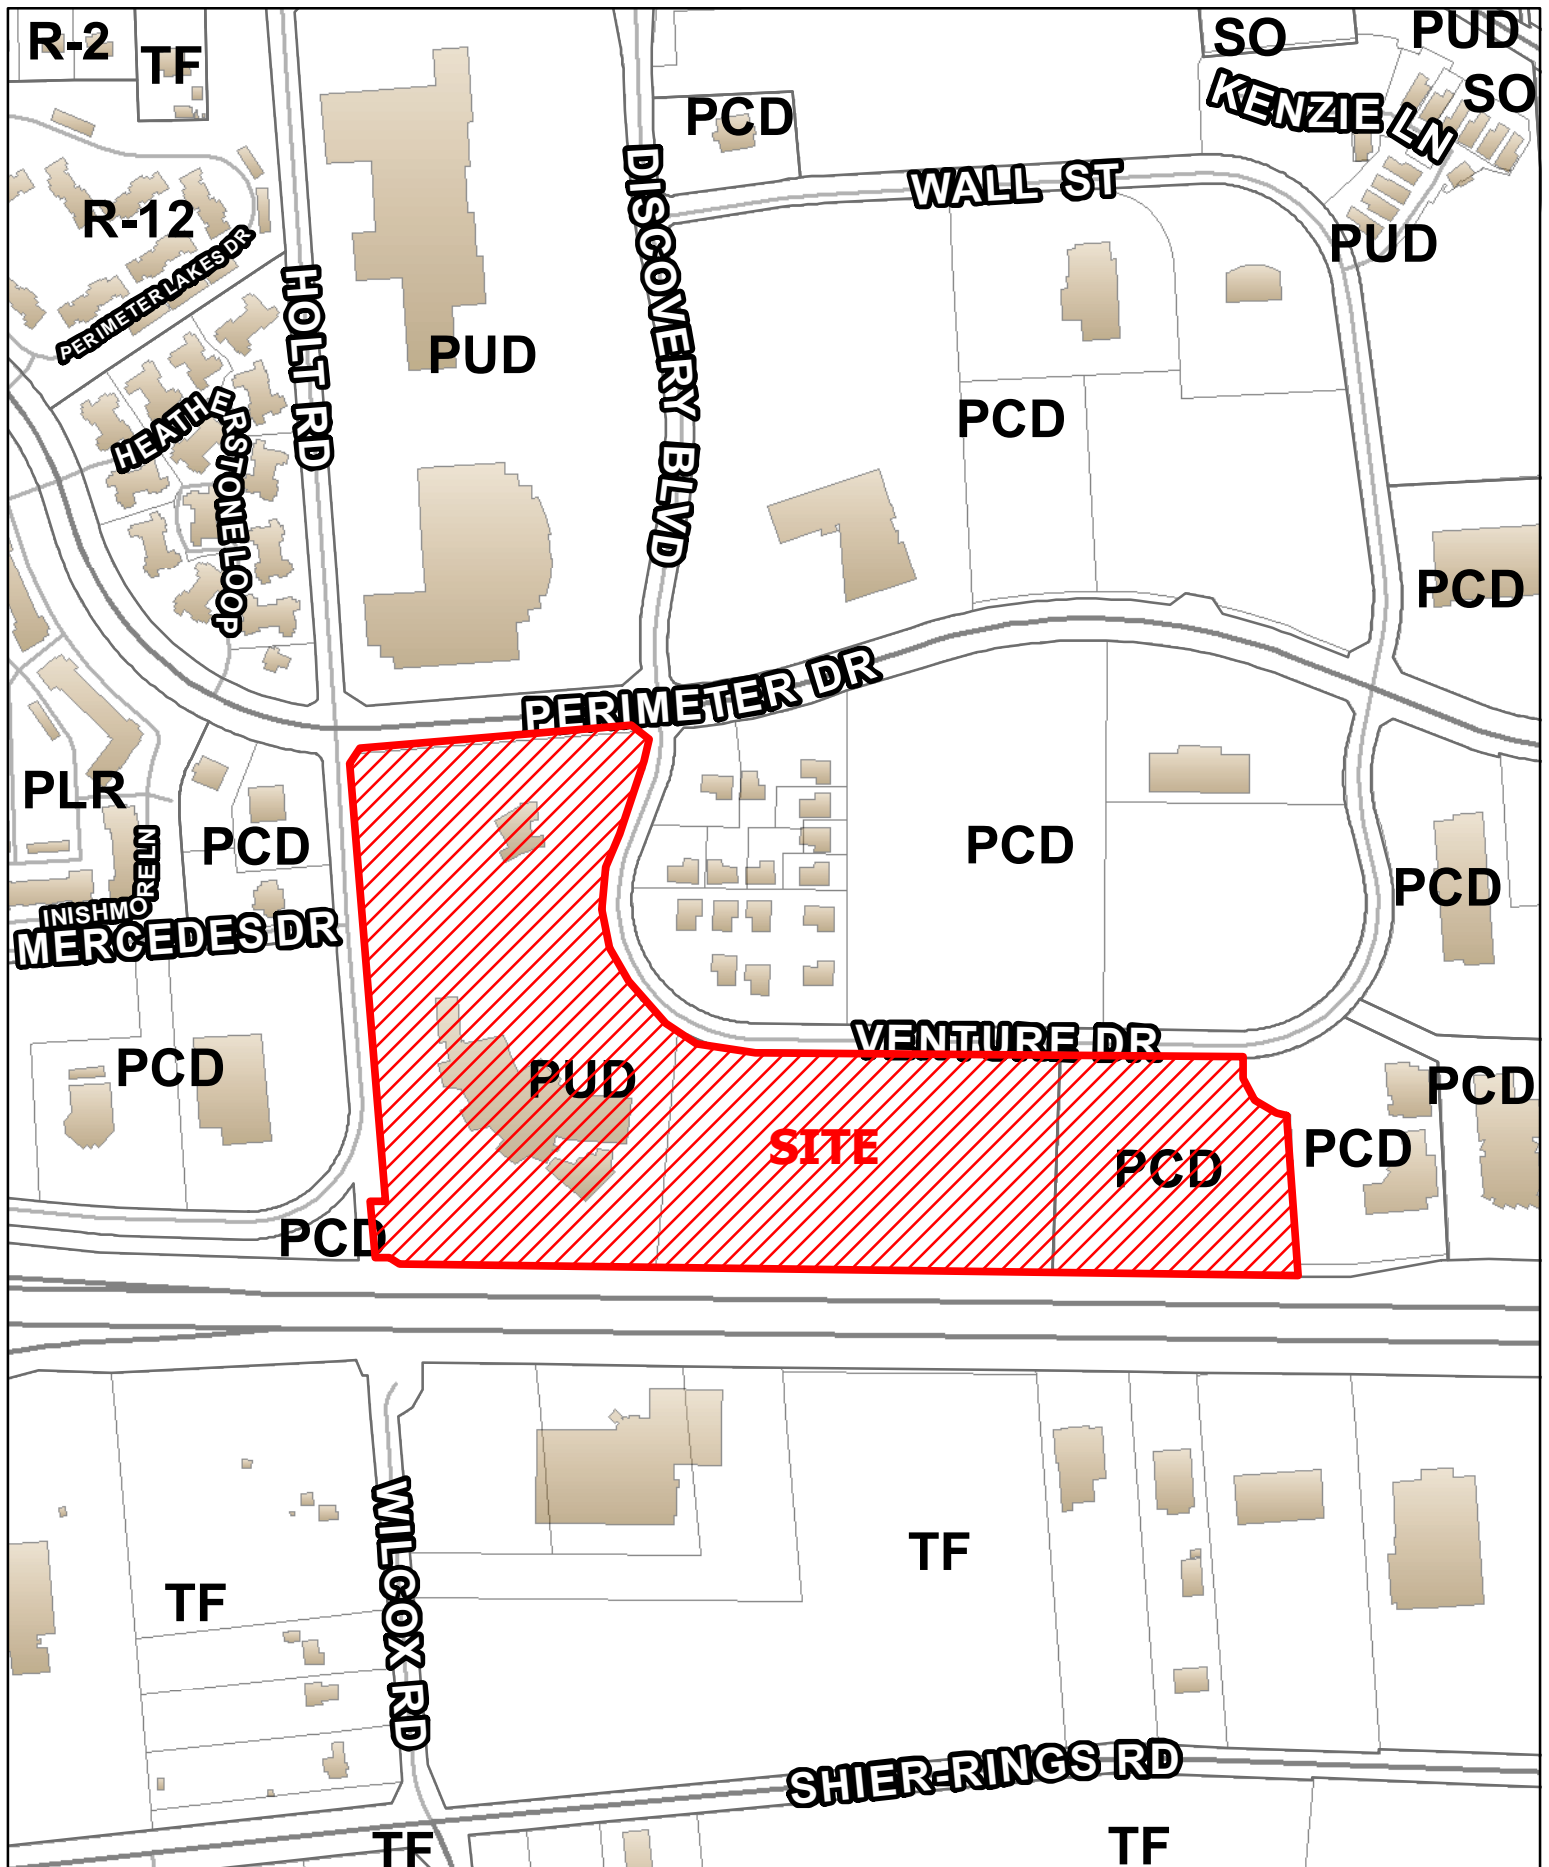 R-2
TF
SO
PUD
KENZIE LN
SO
PCD
DISCOVERY BLVD
WALL ST
R-12
PERIMETER LAKES DR
HOLT RD
PUD
PUD
HEATHERSTONE LOOP
PCD
PCD
PERIMETER DR
PLR
PCD
PCD
PCD
INISHMORE LN
MERCEDES DR
VENTURE DR
PCD
PUD
PCD
SITE
PCD
PCD
PCD
WILCOX RD
TF
TF
SHIER-RINGS RD
TF
TF